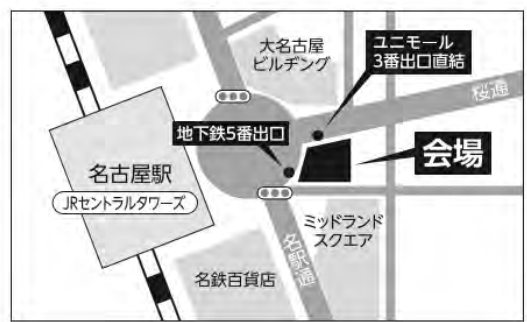 大名古屋
ビルヂング
ユニモール
3番出口直結
桜通
地下鉄5番出口
会場
名古屋駅
JRセントラルタワーズ
ミッドランド
スクエア
名駅通
名鉄百貨店